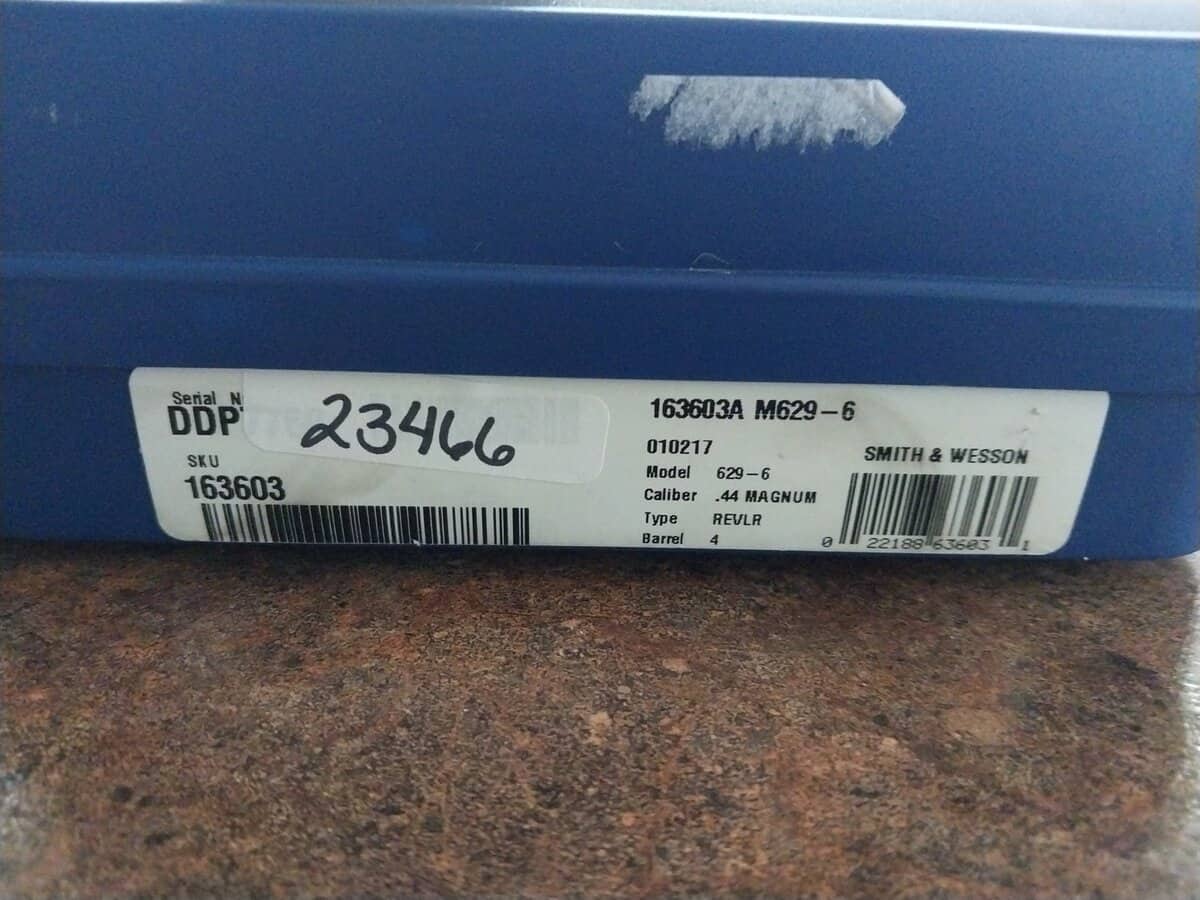 Serial N
DDP
23466
SKU
163603
163603A M629-6
010217
Model 629-6
Caliber .44 MAGNUM
Type REVLR
Barrel 4
SMITH & WESSON
0 22188 63603 1